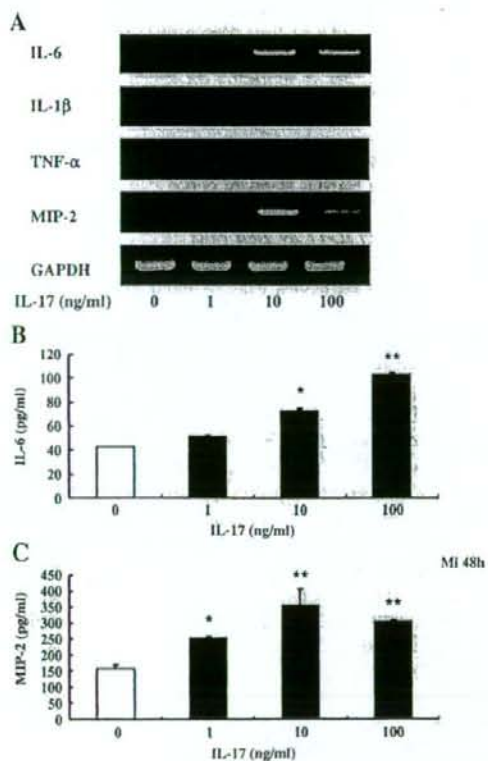 A
IL-6
IL-1β
TNF-α
MIP-2
GAPDH
IL-17 (ng/ml) 0 1 10 100
B
120
100
80
60
40
20
0
IL-6 (pg/ml)
* **
0 1 10 100
IL-17 (ng/ml)
C
Mi 48h
450
400
350
300
250
200
150
100
50
0
MIP-2 (pg/ml)
* ** **
0 1 10 100
IL-17 (ng/ml)